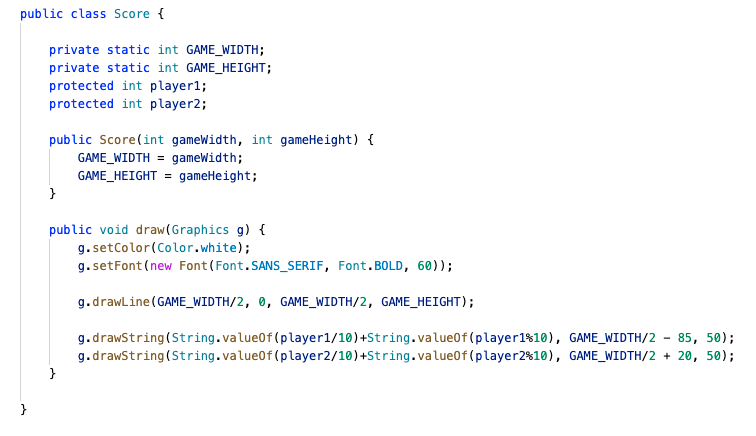 public class Score {
private static int GAME_WIDTH;
private static int GAME_HEIGHT;
protected int player1;
protected int player2;
public Score(int gameWidth, int gameHeight) {
GAME_WIDTH = gameWidth;
GAME_HEIGHT = gameHeight;
}
public void draw(Graphics g) {
g.setColor(Color.white);
g.setFont(new Font(Font.SANS_SERIF, Font.BOLD, 60));
g.drawLine(GAME_WIDTH/2, 0, GAME_WIDTH/2, GAME_HEIGHT);
g.drawString(String.valueOf(player1/10)+String.valueOf(player1%10), GAME_WIDTH/2 - 85, 50);
g.drawString(String.valueOf(player2/10)+String.valueOf(player2%10), GAME_WIDTH/2 + 20, 50);
}
}